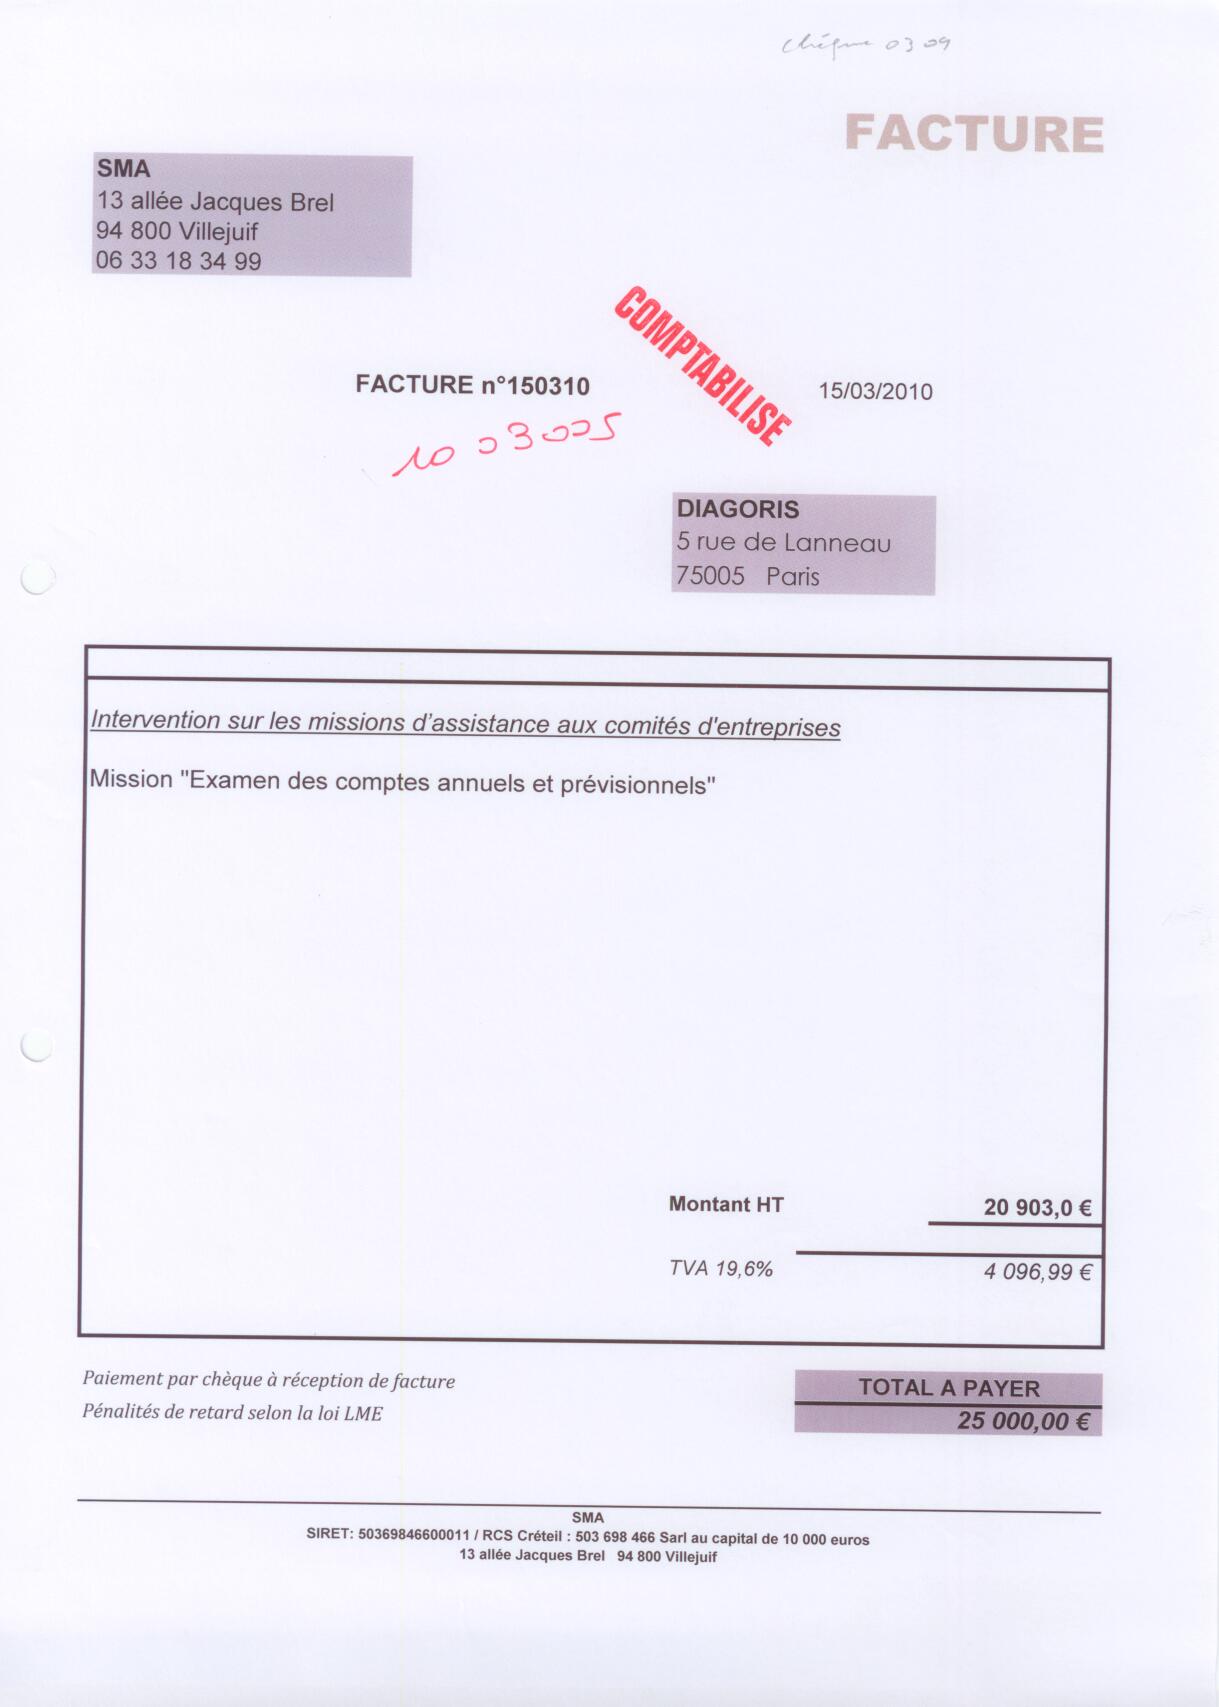 chéque 03 09
FACTURE
SMA
13 allée Jacques Brel
94 800 Villejuif
06 33 18 34 99
COMPTABILISE
FACTURE n°150310
15/03/2010
10 03005
DIAGORIS
5 rue de Lanneau
75005 Paris
Intervention sur les missions d'assistance aux comités d'entreprises
Mission "Examen des comptes annuels et prévisionnels"
Montant HT 20 903,0 €
TVA 19,6% 4 096,99 €
Paiement par chèque à réception de facture
Pénalités de retard selon la loi LME
TOTAL A PAYER
25 000,00 €
SMA
SIRET: 50369846600011 / RCS Créteil : 503 698 466 Sarl au capital de 10 000 euros
13 allée Jacques Brel 94 800 Villejuif